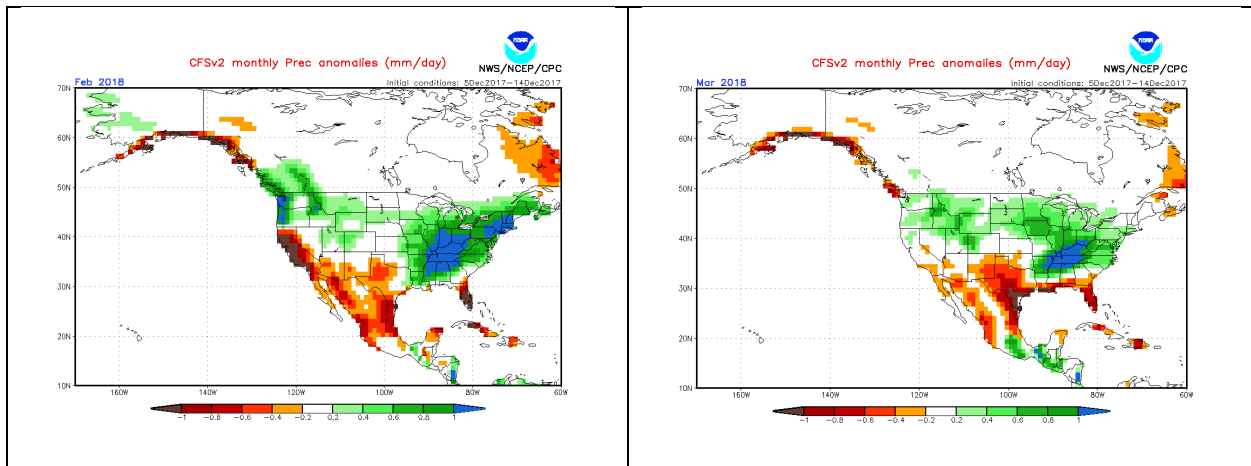 NOAA
NWS/NCEP/CPC
CFSv2 monthly Prec anomalies (mm/day)
Feb 2018
Initial conditions: 5Dec2017-14Dec2017
70N
60N
50N
40N
30N
20N
10N
160W 140W 120W 100W 80W 60W
-1 -0.8 -0.6 -0.4 -0.2 0.2 0.4 0.6 0.8 1
NOAA
NWS/NCEP/CPC
CFSv2 monthly Prec anomalies (mm/day)
Mar 2018
Initial conditions: 5Dec2017-14Dec2017
70N
60N
50N
40N
30N
20N
10N
160W 140W 120W 100W 80W 60W
-1 -0.8 -0.6 -0.4 -0.2 0.2 0.4 0.6 0.8 1